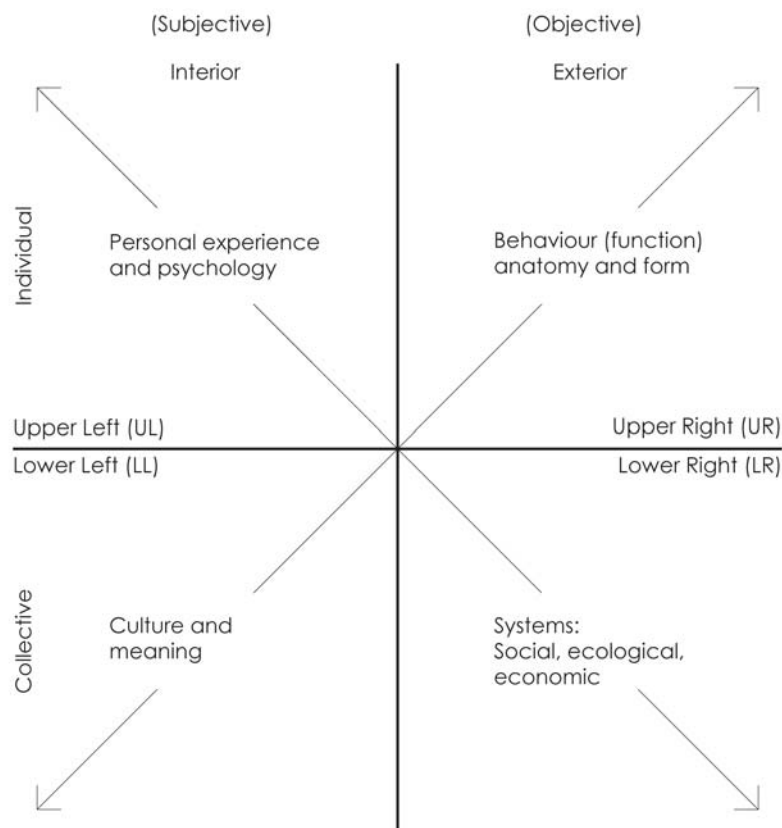 (Subjective)
(Objective)
Interior
Exterior
Individual
Personal experience
and psychology
Behaviour (function)
anatomy and form
Upper Left (UL)
Upper Right (UR)
Lower Left (LL)
Lower Right (LR)
Collective
Culture and
meaning
Systems:
Social, ecological,
economic